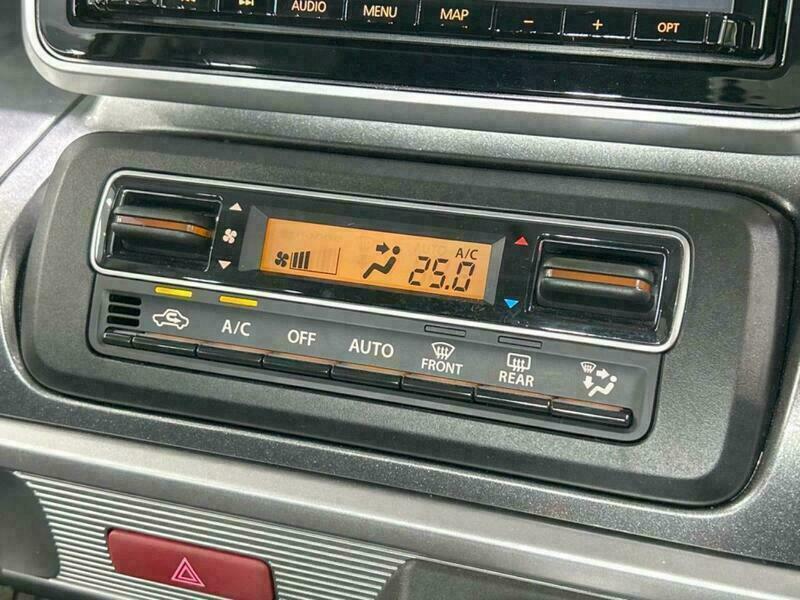 AUDIO MENU MAP − + OPT
A/C
25.0
A/C OFF AUTO FRONT REAR